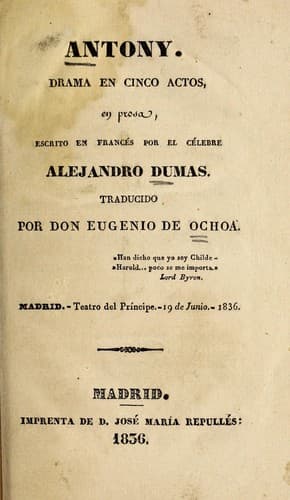 ANTONY.
DRAMA EN CINCO ACTOS,
en prosa,
ESCRITO EN FRANCÉS POR EL CÉLEBRE
ALEJANDRO DUMAS.
TRADUCIDO
POR DON EUGENIO DE OCHOA.
»Han dicho que yo soy Childe-
»Harold... poco se me importa.«
Lord Byron.
MADRID.-Teatro del Príncipe.-19 de Junio.-1836.
MADRID.
IMPRENTA DE D. JOSÉ MARÍA REPULLÉS:
1836.